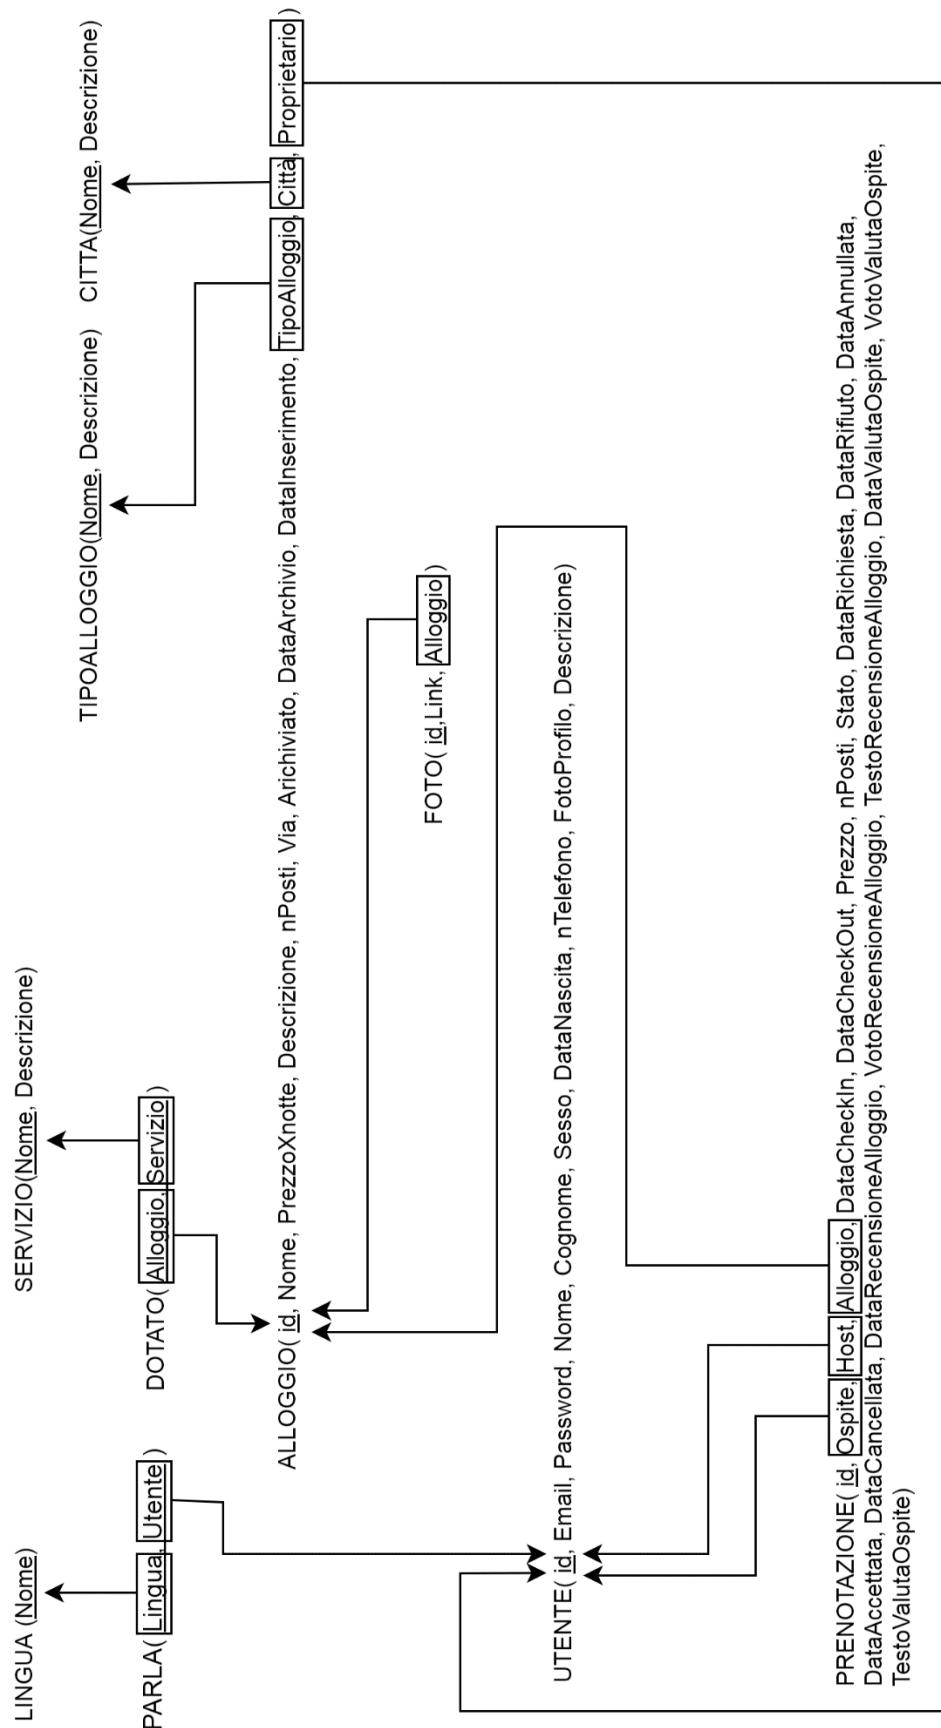 LINGUA (Nome)
SERVIZIO(Nome, Descrizione)
TIPOALLOGGIO(Nome, Descrizione)
CITTA(Nome, Descrizione)
PARLA( Lingua, Utente )
DOTATO( Alloggio, Servizio )
ALLOGGIO( id, Nome, PrezzoXnotte, Descrizione, nPosti, Via, Arichiviato, DataArchivio, DataInserimento, TipoAlloggio, Città, Proprietario )
FOTO( id,Link, Alloggio )
UTENTE( id, Email, Password, Nome, Cognome, Sesso, DataNascita, nTelefono, FotoProfilo, Descrizione)
PRENOTAZIONE( id, Ospite, Host, Alloggio, DataCheckIn, DataCheckOut, Prezzo, nPosti, Stato, DataRichiesta, DataRifiuto, DataAnnullata,
DataAccettata, DataCancellata, DataRecensioneAlloggio, VotoRecensioneAlloggio, TestoRecensioneAlloggio, DataValutaOspite, VotoValutaOspite,
TestoValutaOspite)